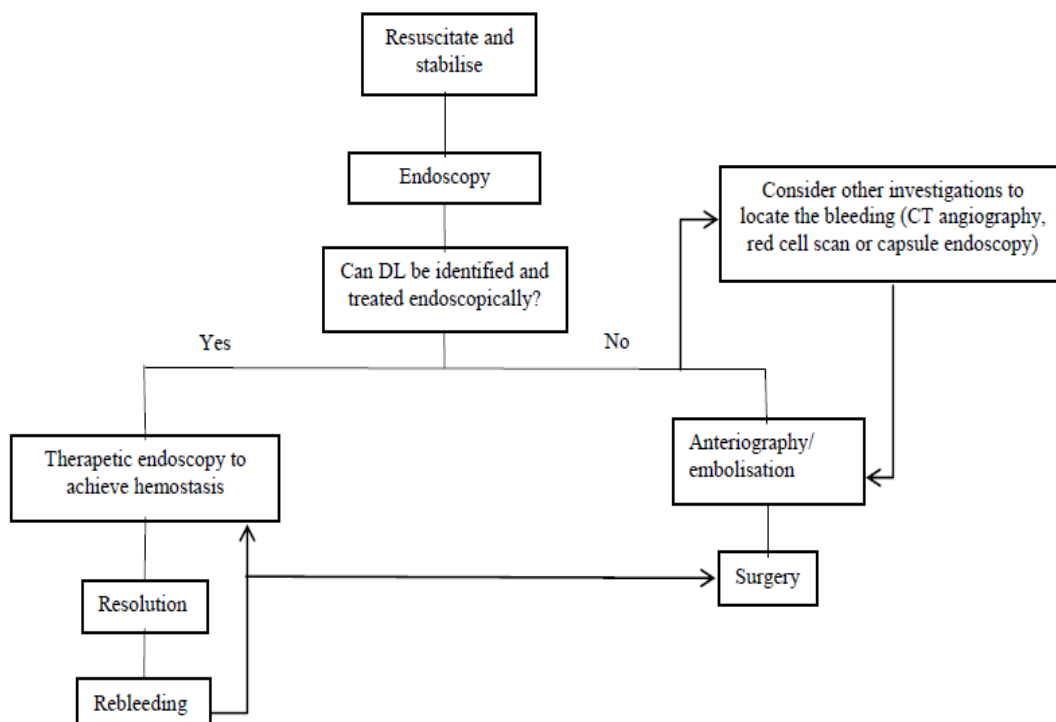 Resuscitate and
stabilise
Endoscopy
Consider other investigations to
locate the bleeding (CT angiography,
red cell scan or capsule endoscopy)
Can DL be identified and
treated endoscopically?
Yes
No
Therapetic endoscopy to
achieve hemostasis
Anteriography/
embolisation
Resolution
Surgery
Rebleeding